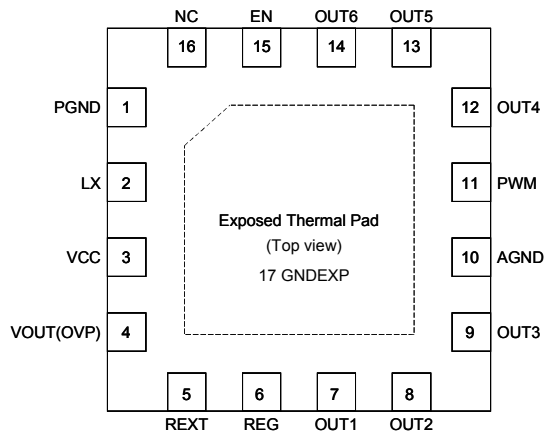 NC EN OUT6 OUT5
16 15 14 13
PGND 1 12 OUT4
LX 2 11 PWM
Exposed Thermal Pad
(Top view)
VCC 3 10 AGND
17 GNDEXP
VOUT(OVP) 4 9 OUT3
5 6 7 8
REXT REG OUT1 OUT2